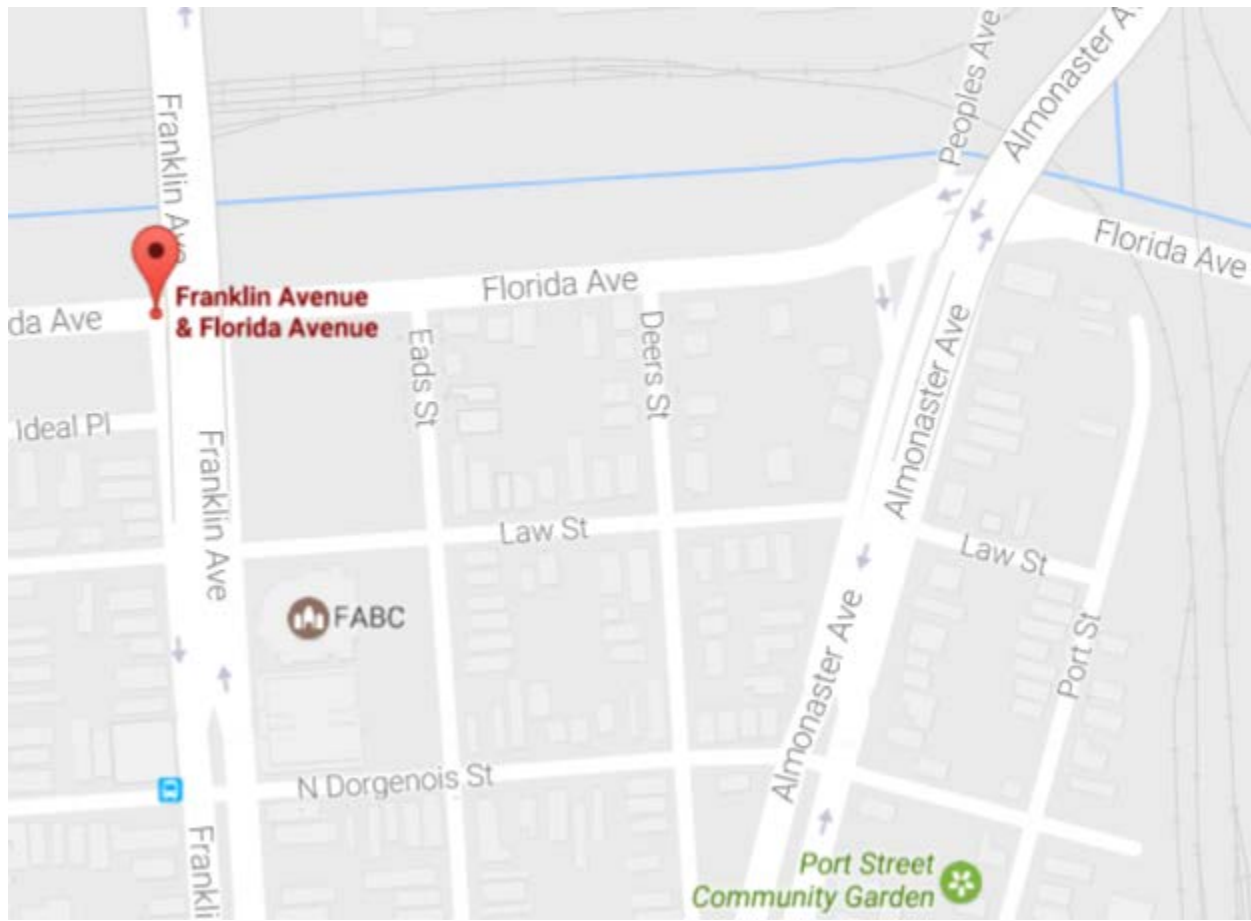 Peoples Ave
Almonaster Av
Franklin Ave
Florida Ave
Florida Ave
Franklin Avenue
& Florida Avenue
da Ave
Eads St
Deers St
Almonaster Ave
Ideal Pl
Franklin Ave
Law St
Law St
FABC
Port St
Almonaster Ave
N Dorgenois St
Frankli
Port Street
Community Garden